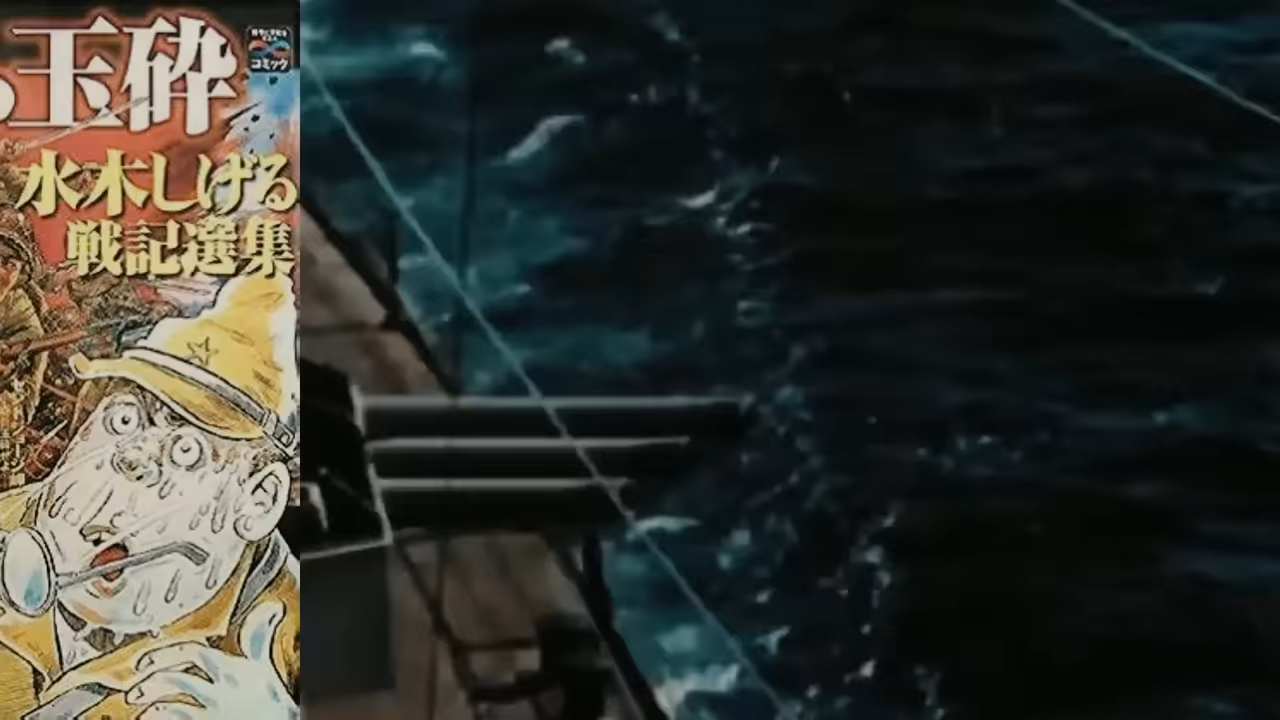 玉砕
コミック
水木しげる
戦記選集